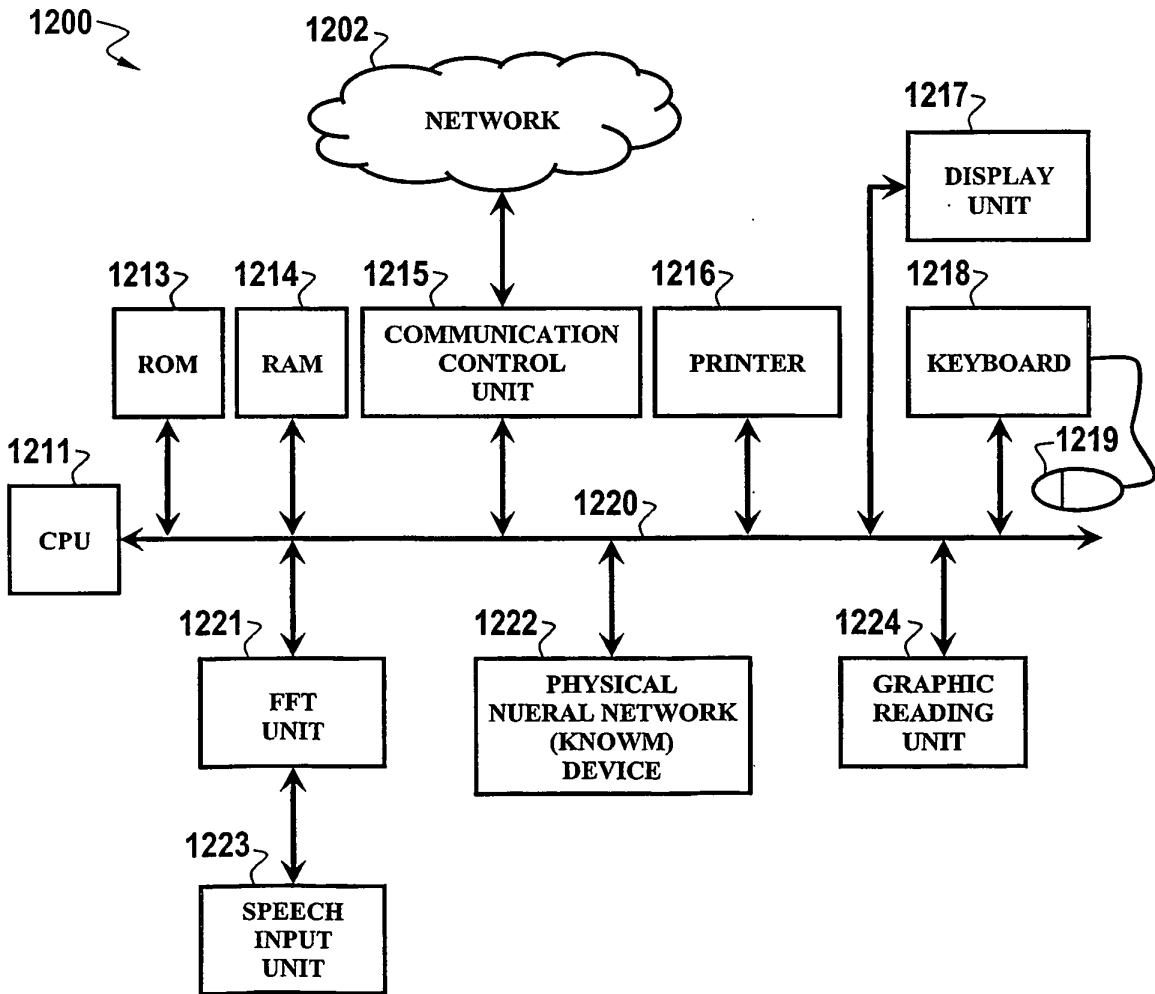 1200
1202
NETWORK
1217
DISPLAY
UNIT
1213
ROM
1214
RAM
1215
COMMUNICATION
CONTROL
UNIT
1216
PRINTER
1218
KEYBOARD
1219
1211
CPU
1220
1221
FFT
UNIT
1222
PHYSICAL
NUERAL NETWORK
(KNOWM)
DEVICE
1224
GRAPHIC
READING
UNIT
1223
SPEECH
INPUT
UNIT